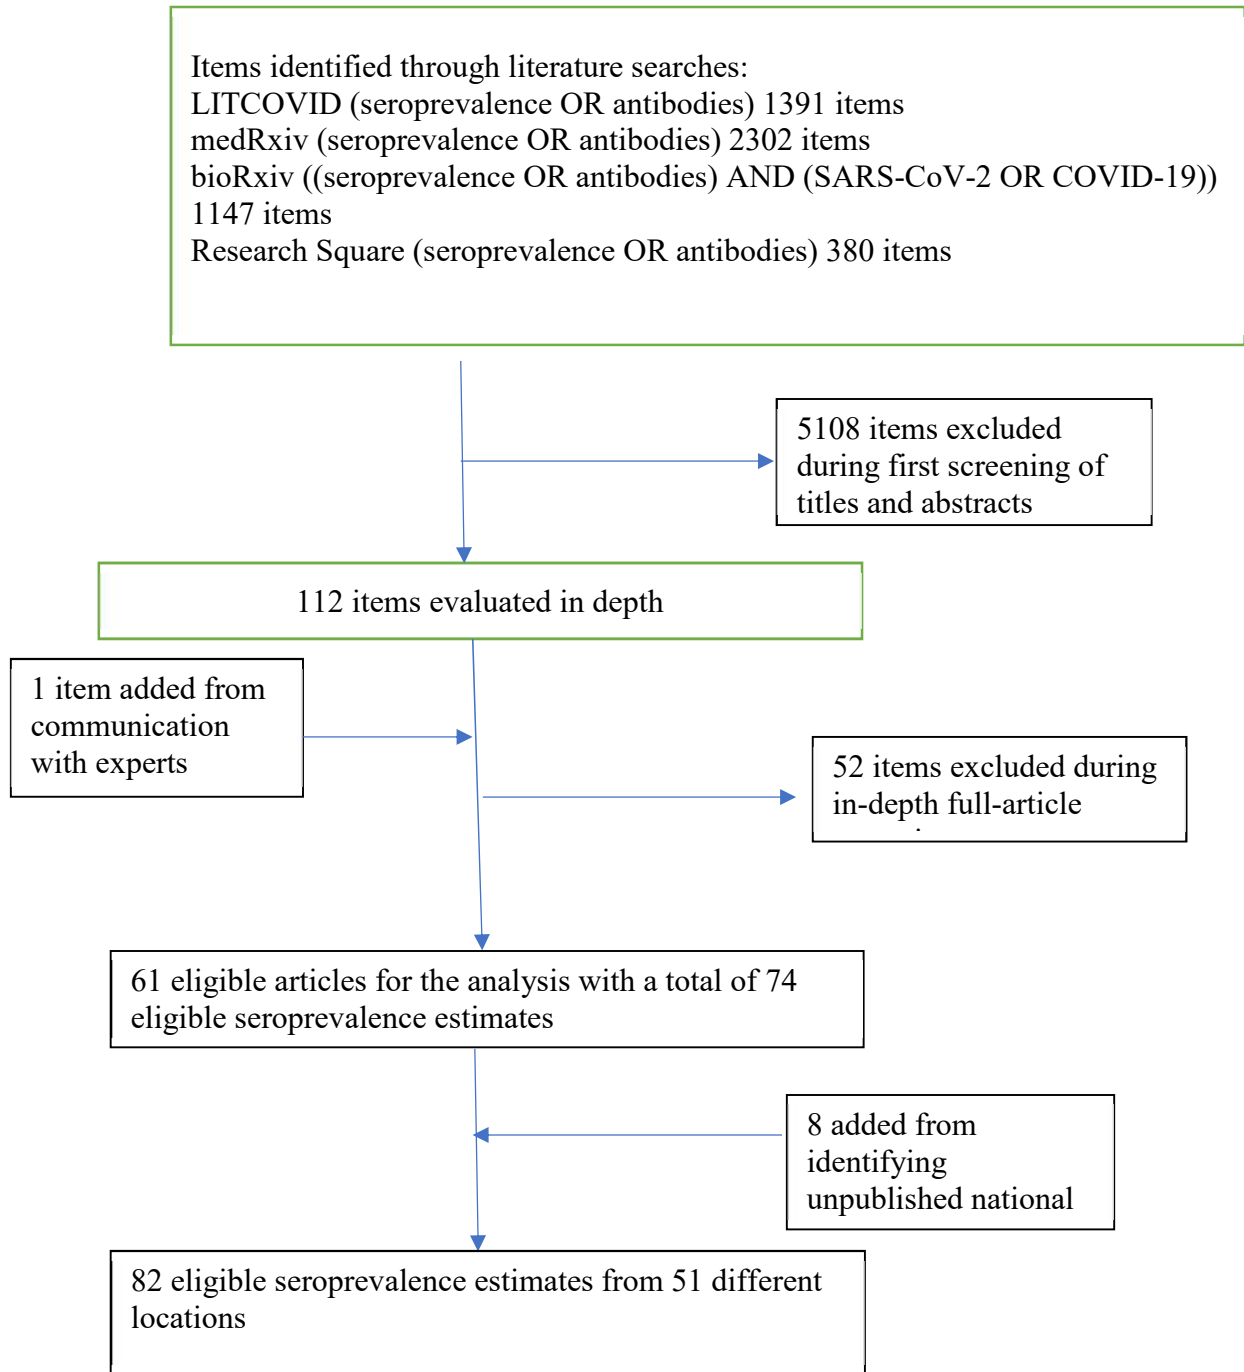 Items identified through literature searches:
LITCOVID (seroprevalence OR antibodies) 1391 items
medRxiv (seroprevalence OR antibodies) 2302 items
bioRxiv ((seroprevalence OR antibodies) AND (SARS-CoV-2 OR COVID-19))
1147 items
Research Square (seroprevalence OR antibodies) 380 items
5108 items excluded
during first screening of
titles and abstracts
112 items evaluated in depth
1 item added from
communication
with experts
52 items excluded during
in-depth full-article
61 eligible articles for the analysis with a total of 74
eligible seroprevalence estimates
8 added from
identifying
unpublished national
82 eligible seroprevalence estimates from 51 different
locations